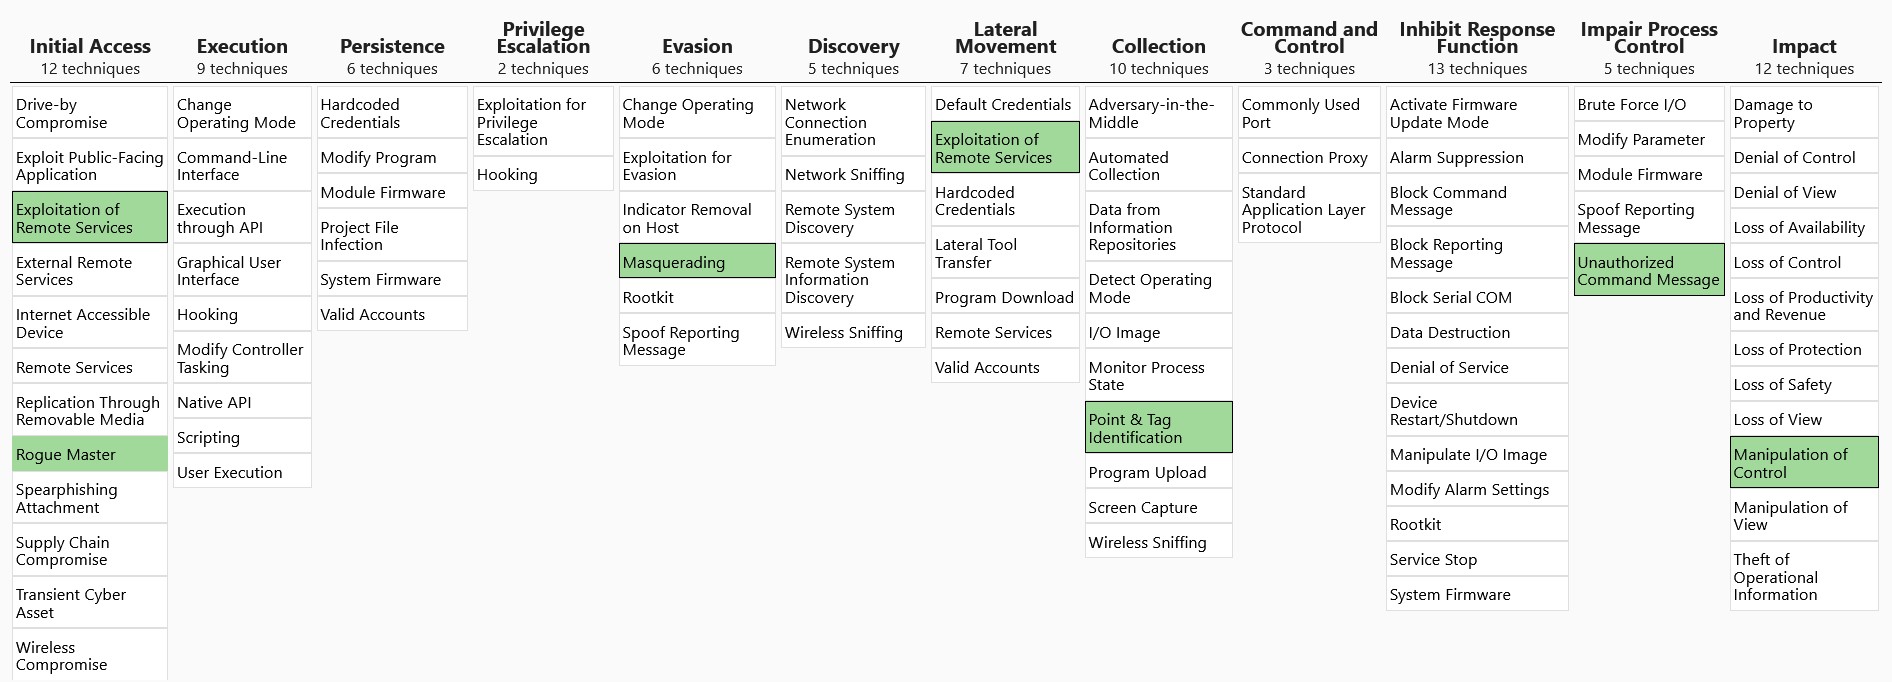 Initial Access
12 techniques
Drive-by
Compromise
Exploit Public-Facing
Application
Exploitation of
Remote Services
External Remote
Services
Internet Accessible
Device
Remote Services
Replication Through
Removable Media
Rogue Master
Spearphishing
Attachment
Supply Chain
Compromise
Transient Cyber
Asset
Wireless
Compromise
Execution
9 techniques
Change
Operating Mode
Command-Line
Interface
Execution
through API
Graphical User
Interface
Hooking
Modify Controller
Tasking
Native API
Scripting
User Execution
Persistence
6 techniques
Hardcoded
Credentials
Modify Program
Module Firmware
Project File
Infection
System Firmware
Valid Accounts
Privilege
Escalation
2 techniques
Exploitation for
Privilege
Escalation
Hooking
Evasion
6 techniques
Change Operating
Mode
Exploitation for
Evasion
Indicator Removal
on Host
Masquerading
Rootkit
Spoof Reporting
Message
Discovery
5 techniques
Network
Connection
Enumeration
Network Sniffing
Remote System
Discovery
Remote System
Information
Discovery
Wireless Sniffing
Lateral
Movement
7 techniques
Default Credentials
Exploitation of
Remote Services
Hardcoded
Credentials
Lateral Tool
Transfer
Program Download
Remote Services
Valid Accounts
Collection
10 techniques
Adversary-in-the-
Middle
Automated
Collection
Data from
Information
Repositories
Detect Operating
Mode
I/O Image
Monitor Process
State
Point & Tag
Identification
Program Upload
Screen Capture
Wireless Sniffing
Command and
Control
3 techniques
Commonly Used
Port
Connection Proxy
Standard
Application Layer
Protocol
Inhibit Response
Function
13 techniques
Activate Firmware
Update Mode
Alarm Suppression
Block Command
Message
Block Reporting
Message
Block Serial COM
Data Destruction
Denial of Service
Device
Restart/Shutdown
Manipulate I/O Image
Modify Alarm Settings
Rootkit
Service Stop
System Firmware
Impair Process
Control
5 techniques
Brute Force I/O
Modify Parameter
Module Firmware
Spoof Reporting
Message
Unauthorized
Command Message
Impact
12 techniques
Damage to
Property
Denial of Control
Denial of View
Loss of Availability
Loss of Control
Loss of Productivity
and Revenue
Loss of Protection
Loss of Safety
Loss of View
Manipulation of
Control
Manipulation of
View
Theft of
Operational
Information